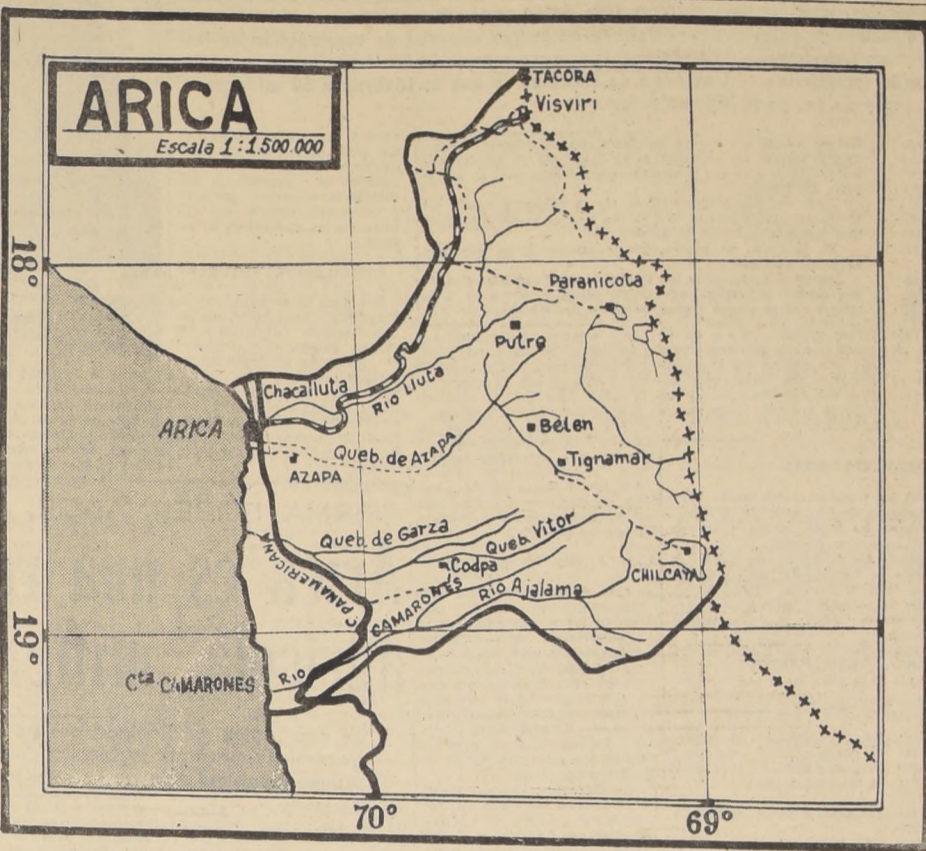 ARICA
Escala 1:1.500.000
TACORA
Visviri
18°
Paranicota
Putre
Chacalluta
Rio Lluta
ARICA
Belen
Queb. de Azapa
Tignamar
AZAPA
Queb. de Garza
Queb. Vitor
C. PANAMERICANA
Codpa
CHILCAYA
Rio Ajalama
RIO CAMARONES
19°
Cta CAMARONES
70°
69°